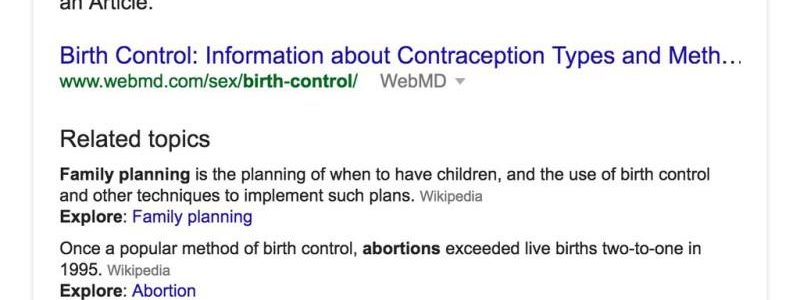 an Article.
Birth Control: Information about Contraception Types and Meth...
www.webmd.com/sex/birth-control/ WebMD
Related topics
Family planning is the planning of when to have children, and the use of birth control
and other techniques to implement such plans. Wikipedia
Explore: Family planning
Once a popular method of birth control, abortions exceeded live births two-to-one in
1995. Wikipedia
Explore: Abortion